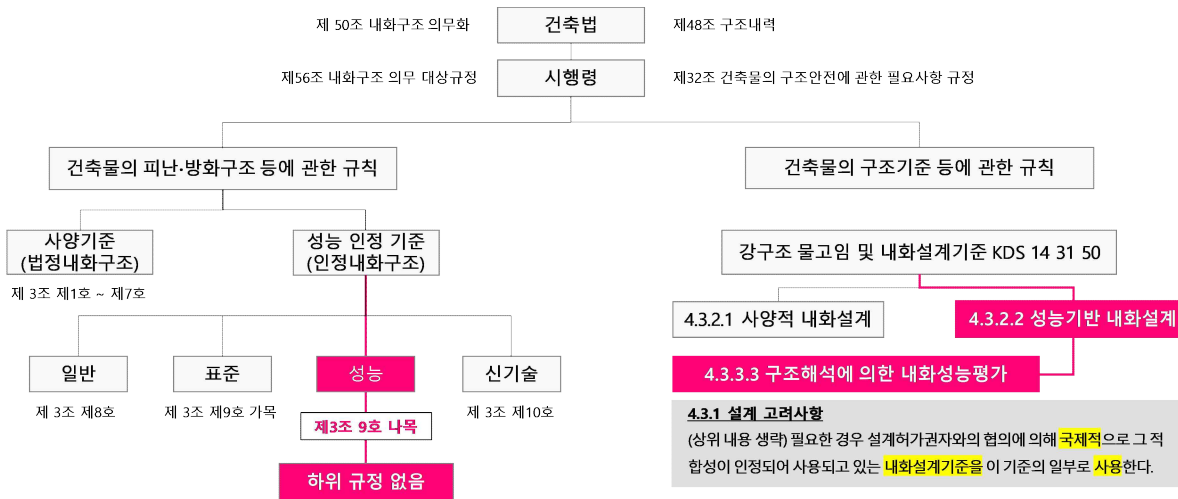 제 50조 내화구조 의무화
건축법
제48조 구조내력
제56조 내화구조 의무 대상규정
시행령
제32조 건축물의 구조안전에 관한 필요사항 규정
건축물의 피난·방화구조 등에 관한 규칙
건축물의 구조기준 등에 관한 규칙
사양기준
(법정내화구조)
성능 인정 기준
(인정내화구조)
제 3조 제1호 ~ 제7호
강구조 물고임 및 내화설계기준 KDS 14 31 50
4.3.2.1 사양적 내화설계
4.3.2.2 성능기반 내화설계
일반
표준
성능
신기술
4.3.3.3 구조해석에 의한 내화성능평가
제 3조 제8호
제 3조 제9호 가목
제3조 9호 나목
제 3조 제10호
하위 규정 없음
4.3.1 설계 고려사항
(상위 내용 생략) 필요한 경우 설계허가권자와의 협의에 의해 국제적으로 그 적
합성이 인정되어 사용되고 있는 내화설계기준을 이 기준의 일부로 사용한다.